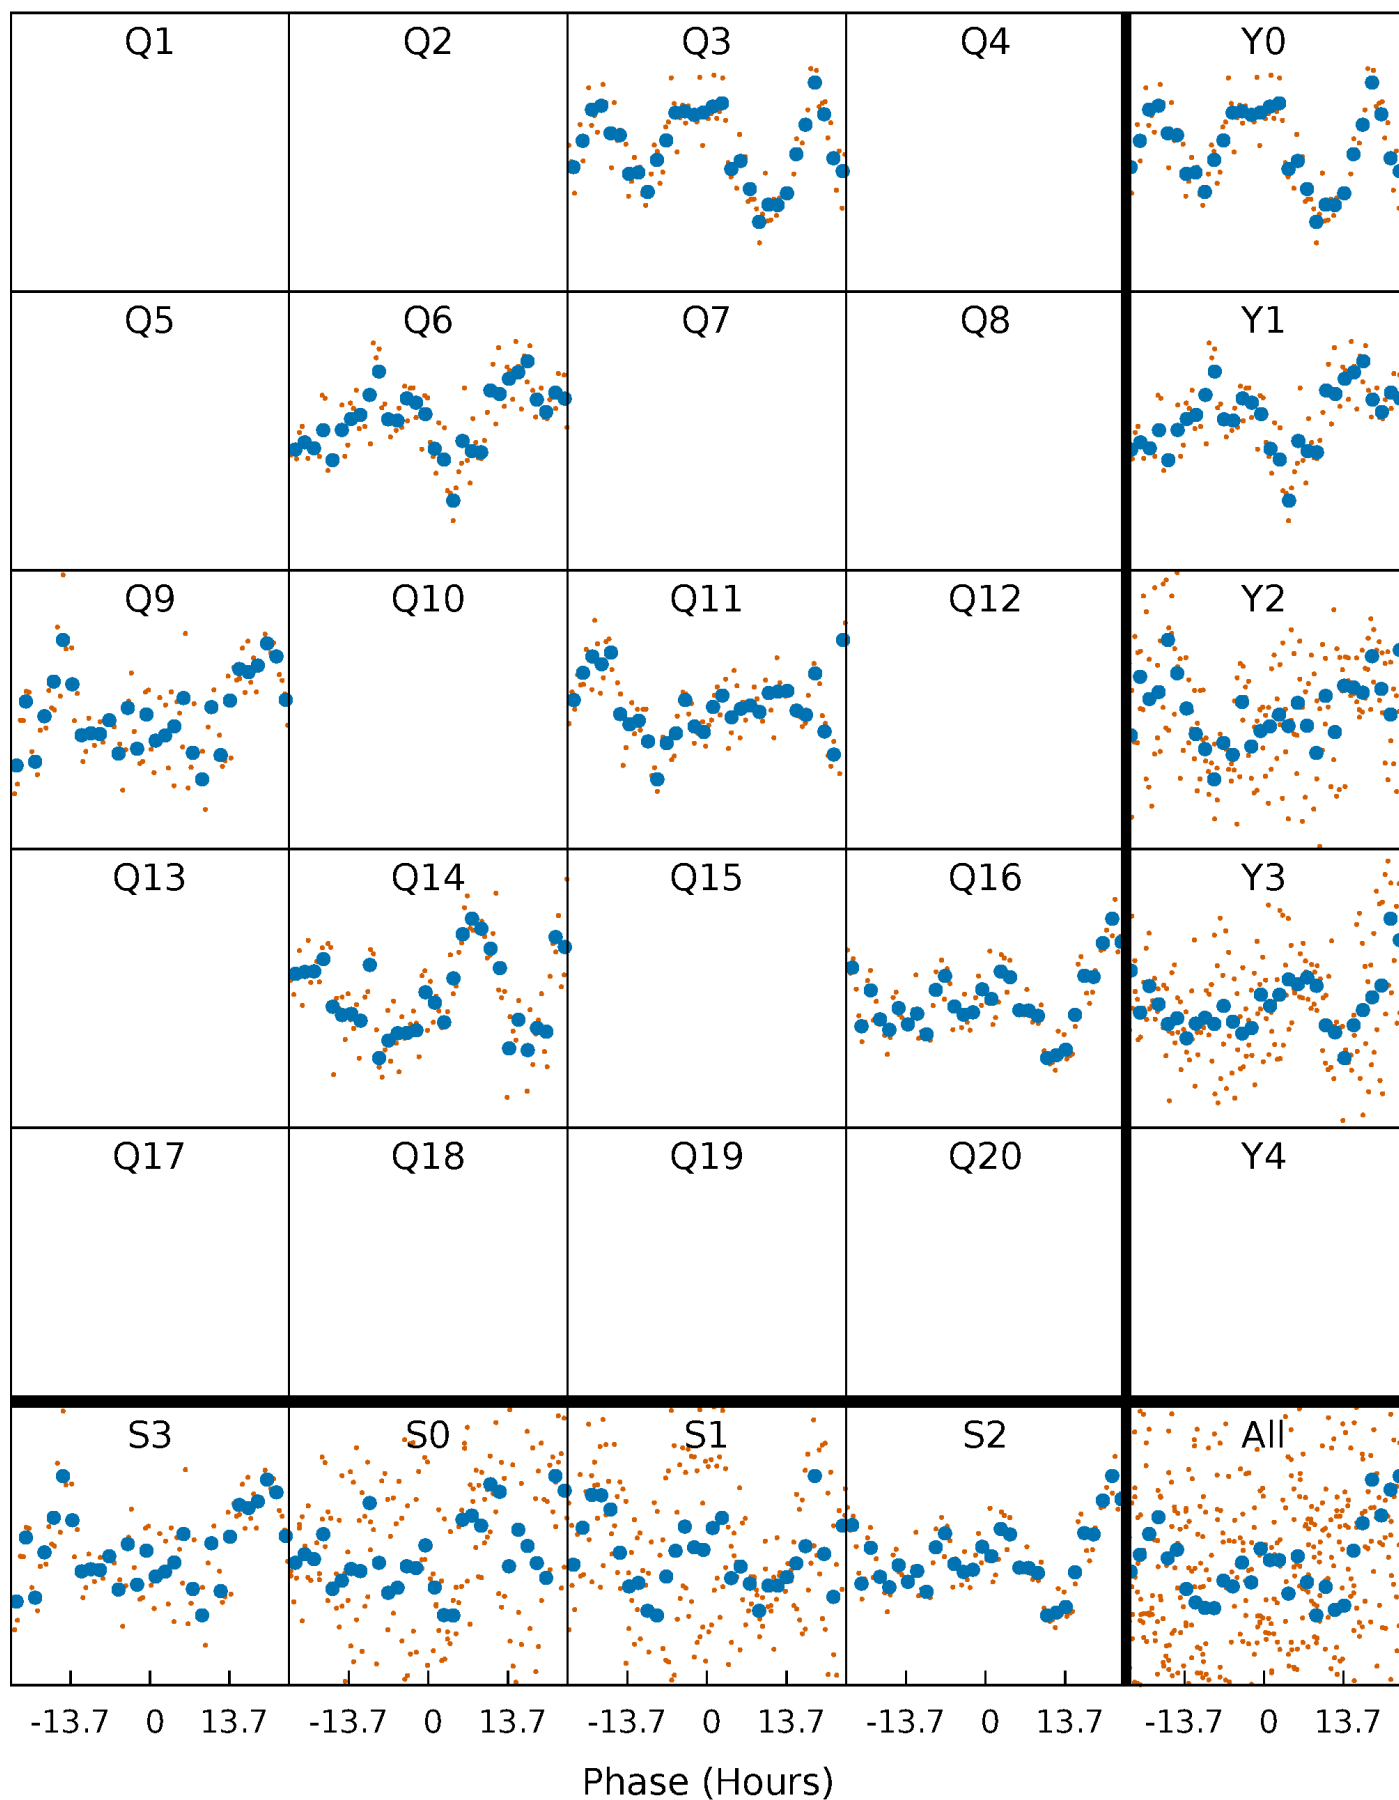 Q1 Q2 Q3 Q4 Y0
Q5 Q6 Q7 Q8 Y1
Q9 Q10 Q11 Q12 Y2
Q13 Q14 Q15 Q16 Y3
Q17 Q18 Q19 Q20 Y4
S3 S0 S1 S2 All
-13.7 0 13.7 -13.7 0 13.7 -13.7 0 13.7 -13.7 0 13.7 -13.7 0 13.7
Phase (Hours)